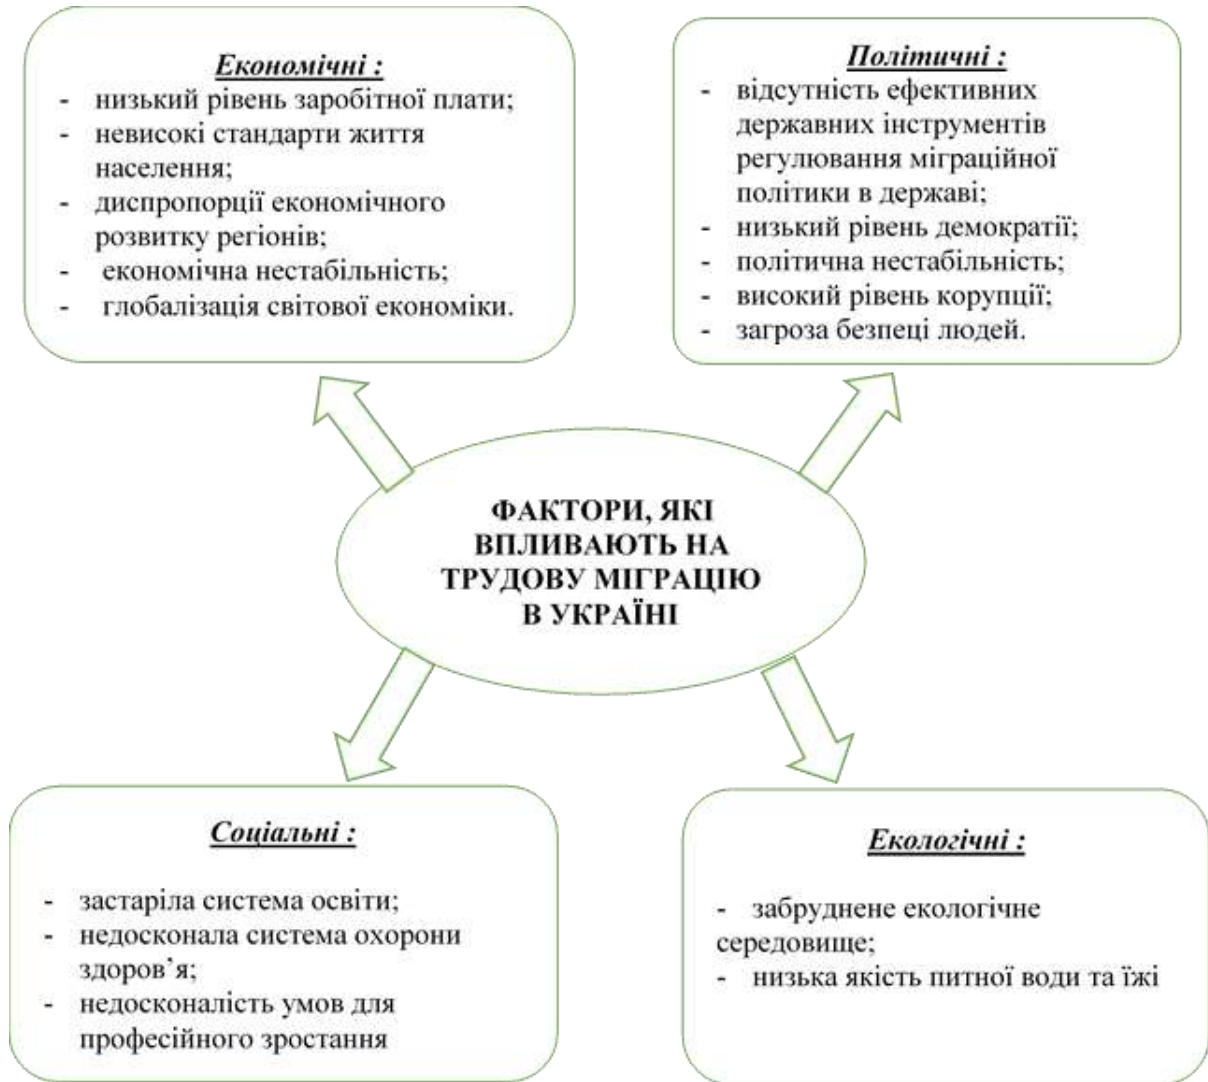 Економічні :
- низький рівень заробітної плати;
- невисокі стандарти життя
населення;
- диспропорції економічного
розвитку регіонів;
- економічна нестабільність;
- глобалізація світової економіки.
Політичні :
- відсутність ефективних
державних інструментів
регулювання міграційної
політики в державі;
- низький рівень демократії;
- політична нестабільність;
- високий рівень корупції;
- загроза безпеці людей.
ФАКТОРИ, ЯКІ
ВПЛИВАЮТЬ НА
ТРУДОВУ МІГРАЦІЮ
В УКРАЇНІ
Соціальні :
- застаріла система освіти;
- недосконала система охорони
здоров’я;
- недосконалість умов для
професійного зростання
Екологічні :
- забруднене екологічне
середовище;
- низька якість питної води та їжі